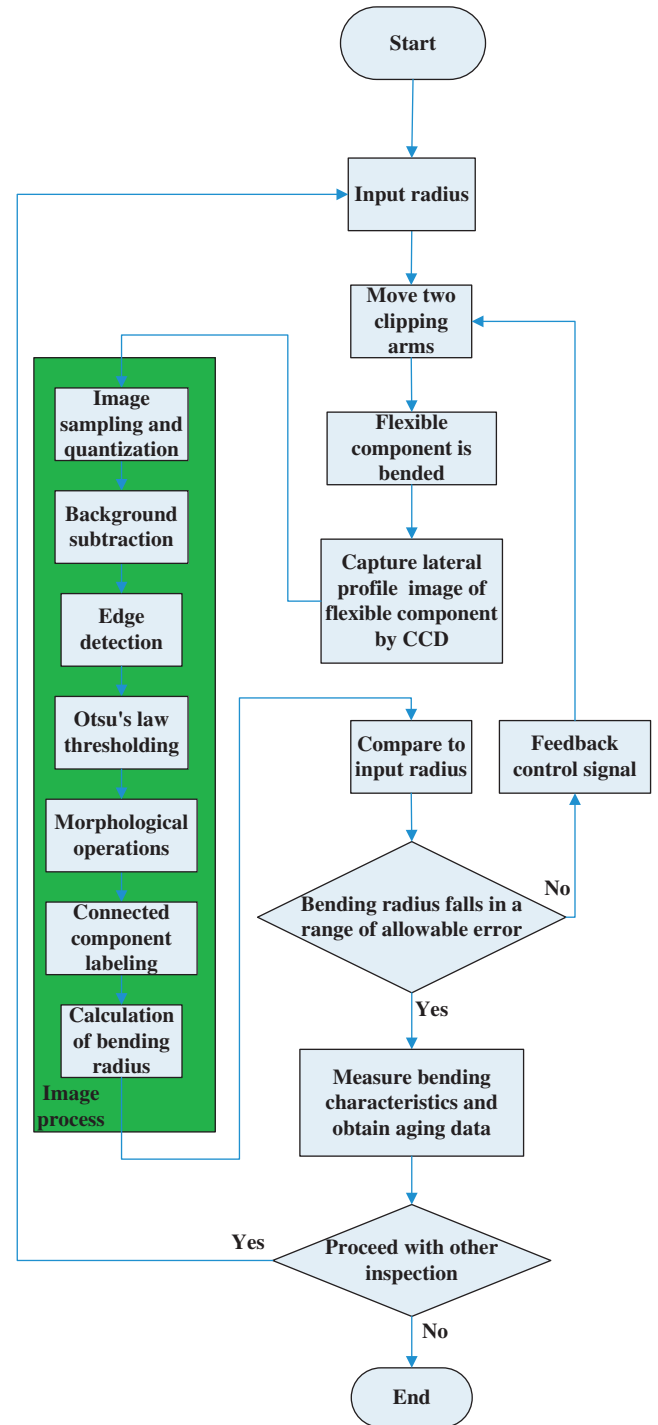 Start
Input radius
Move two
clipping
arms
Flexible
component is
bended
Capture lateral
profile image of
flexible component
by CCD
Image
sampling and
quantization
Background
subtraction
Edge
detection
Otsu's law
thresholding
Morphological
operations
Connected
component
labeling
Calculation
of bending
radius
Image
process
Compare to
input radius
Feedback
control signal
Bending radius falls in a
range of allowable error
No
Yes
Measure bending
characteristics and
obtain aging data
Proceed with other
inspection
Yes
No
End